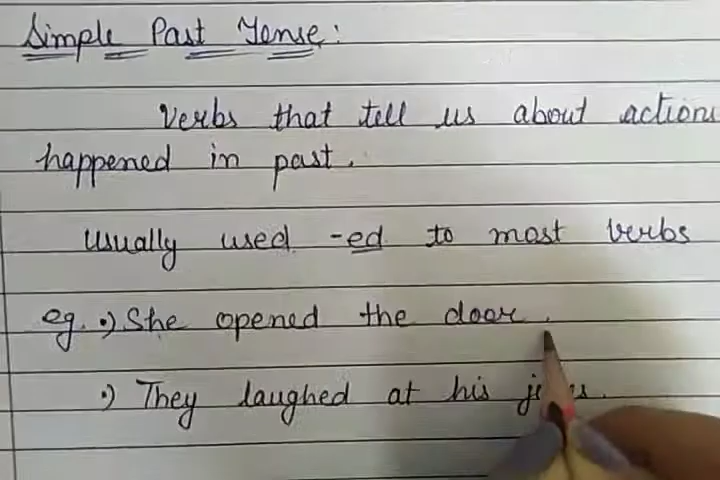 Simple Past Tense:
Verbs that tell us about action
happened in past.
Usually used -ed to most verbs
eg. •) She opened the door.
•) They laughed at his